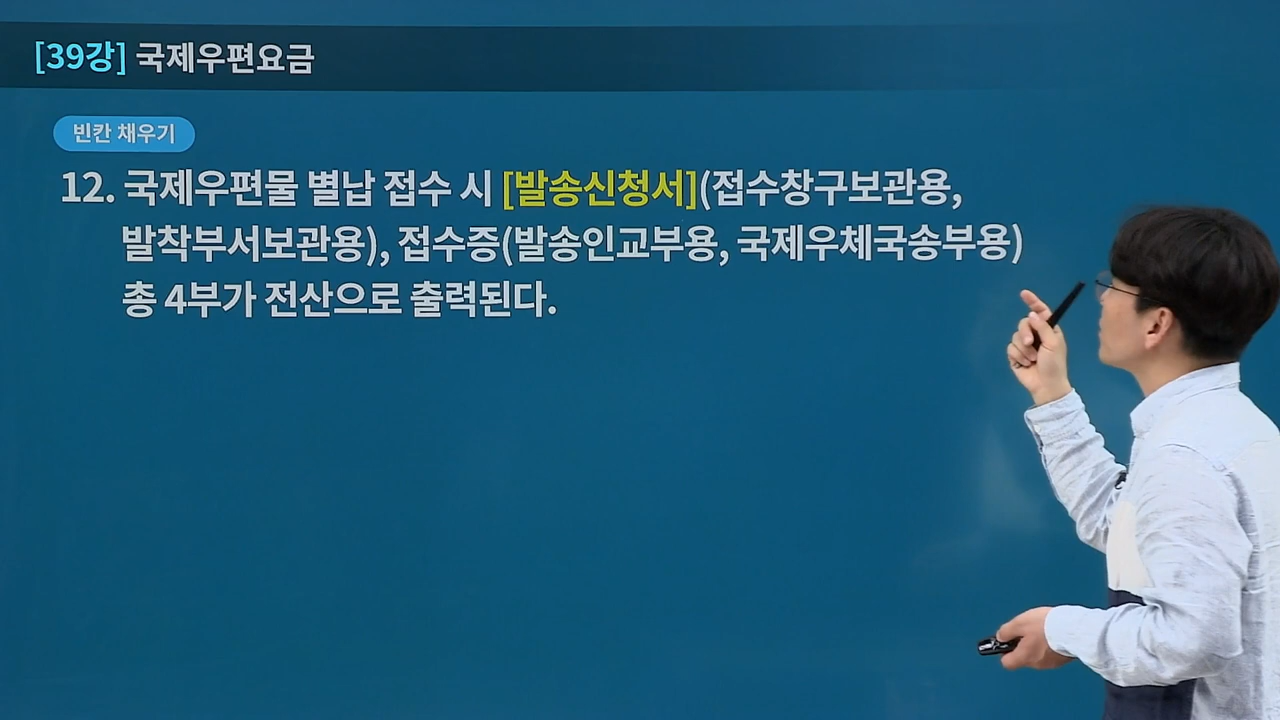 [39강] 국제우편요금
빈칸 채우기
12. 국제우편물 별납 접수 시 [발송신청서](접수창구보관용,
발착부서보관용), 접수증(발송인교부용, 국제우체국송부용)
총 4부가 전산으로 출력된다.